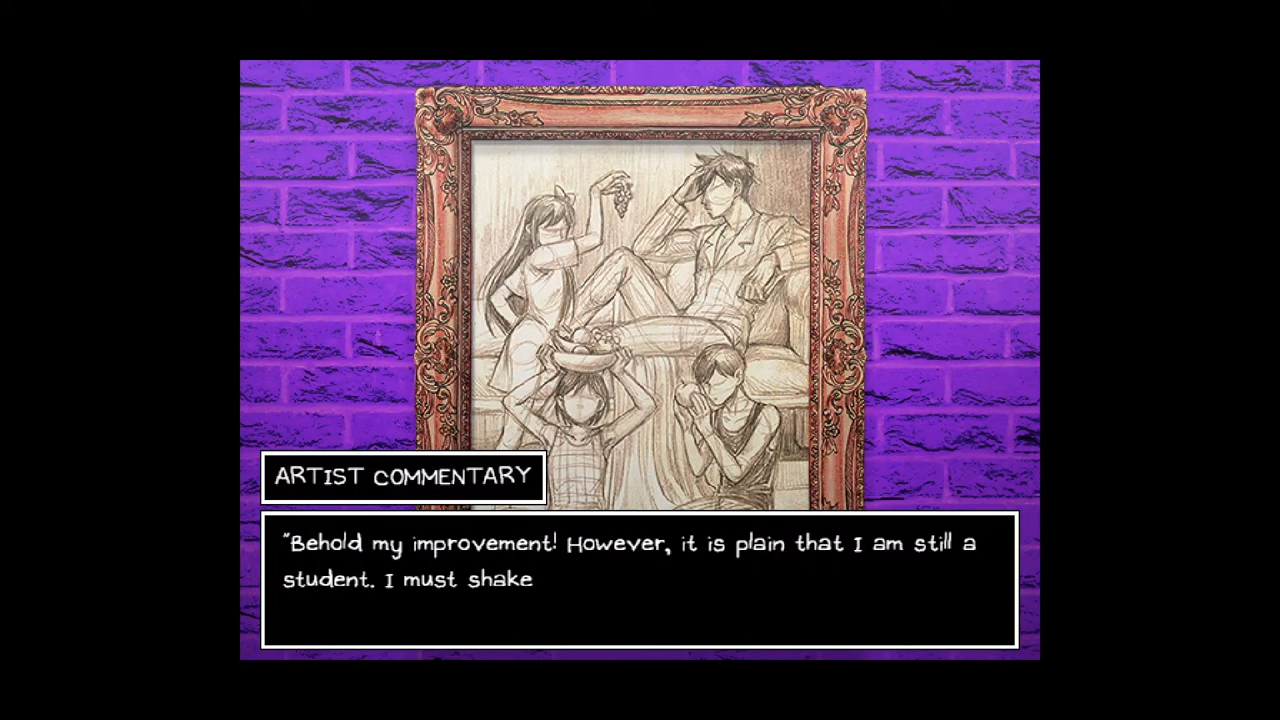 ARTIST COMMENTARY
"Behold my improvement! However, it is plain that I am still a
student. I must shake